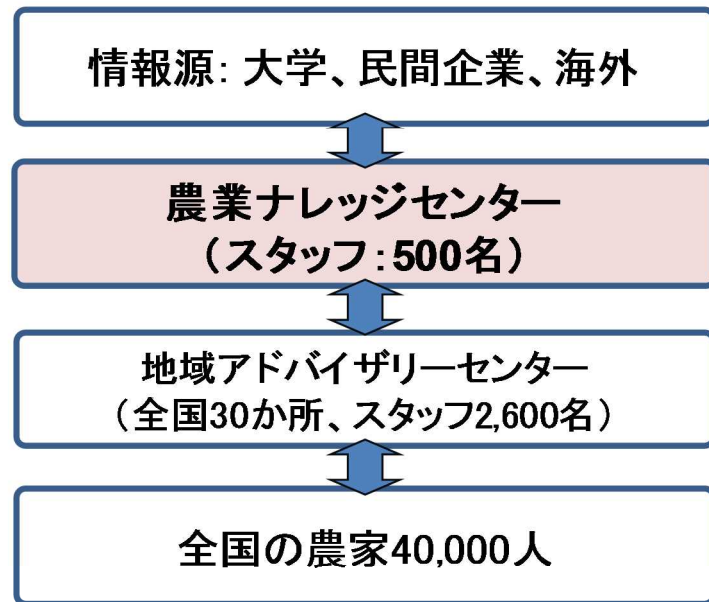 情報源: 大学、民間企業、海外
農業ナレッジセンター
（スタッフ：500名）
地域アドバイザリーセンター
（全国30か所、スタッフ2,600名）
全国の農家40,000人